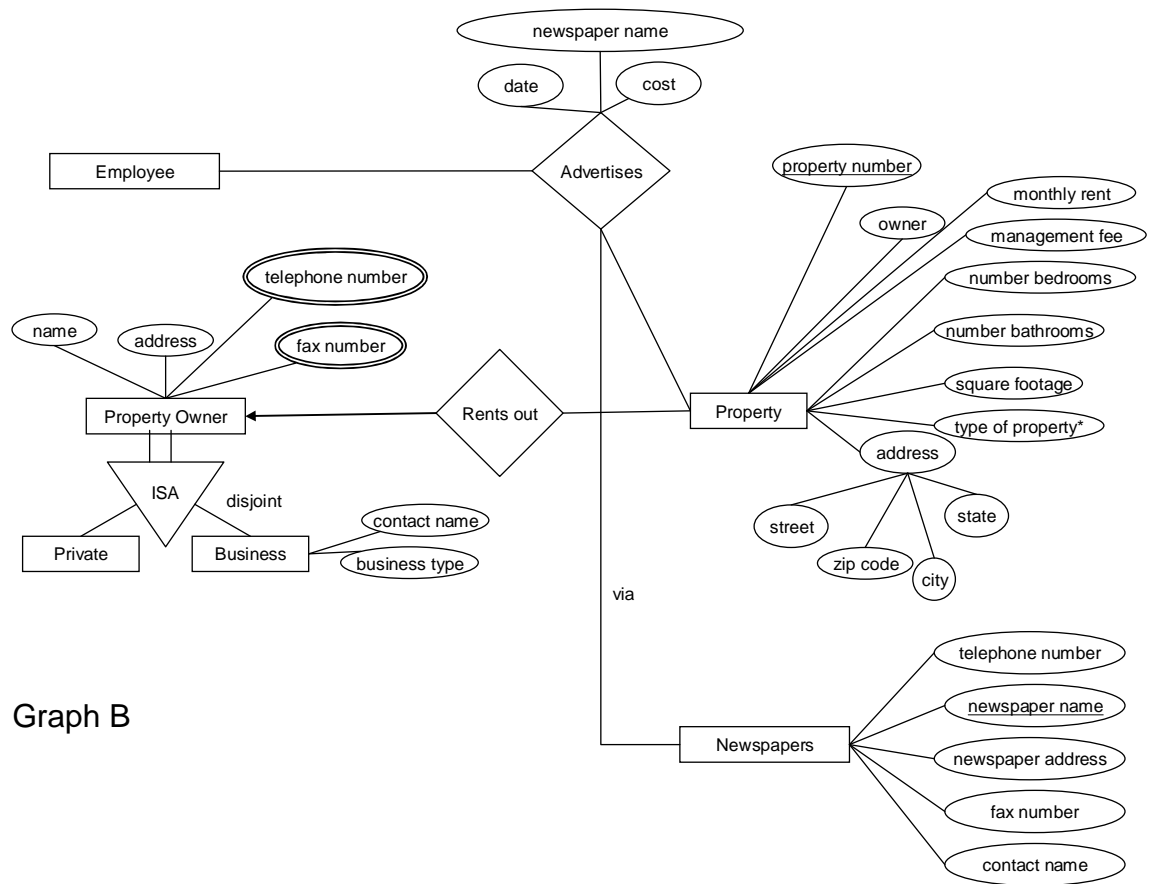 newspaper name
date
cost
Employee
Advertises
property number
monthly rent
owner
management fee
telephone number
number bedrooms
name
address
fax number
number bathrooms
square footage
Property Owner
Rents out
Property
type of property*
address
ISA
disjoint
contact name
street
state
Private
Business
business type
zip code
city
via
telephone number
Graph B
newspaper name
Newspapers
newspaper address
fax number
contact name